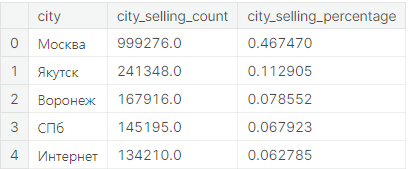 city city_selling_count city_selling_percentage
0 Москва 999276.0 0.467470
1 Якутск 241348.0 0.112905
2 Воронеж 167916.0 0.078552
3 СПб 145195.0 0.067923
4 Интернет 134210.0 0.062785